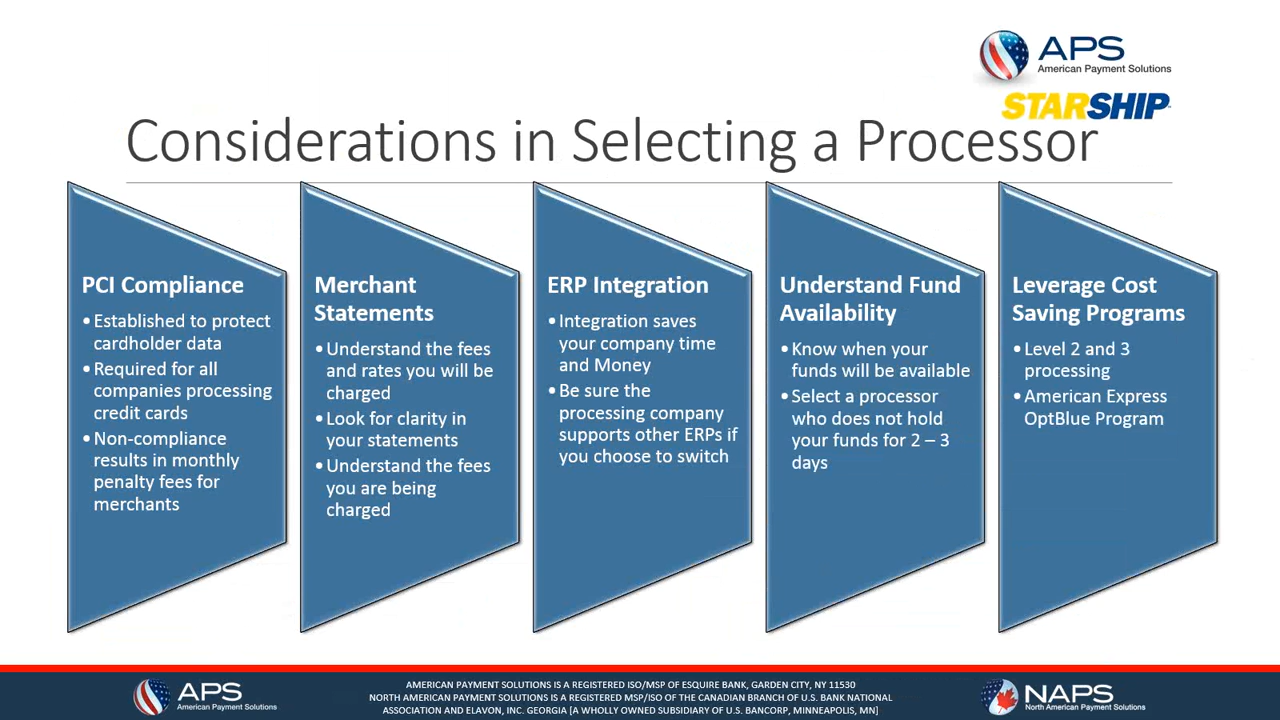 APS
American Payment Solutions
STARSHIP
Considerations in Selecting a Processor
PCI Compliance
• Established to protect
cardholder data
• Required for all
companies processing
credit cards
• Non-compliance
results in monthly
penalty fees for
merchants
Merchant
Statements
• Understand the fees
and rates you will be
charged
• Look for clarity in
your statements
• Understand the fees
you are being
charged
ERP Integration
• Integration saves
your company time
and Money
• Be sure the
processing company
supports other ERPs if
you choose to switch
Understand Fund
Availability
• Know when your
funds will be available
• Select a processor
who does not hold
your funds for 2 – 3
days
Leverage Cost
Saving Programs
• Level 2 and 3
processing
• American Express
OptBlue Program
APS
American Payment Solutions
AMERICAN PAYMENT SOLUTIONS IS A REGISTERED ISO/MSP OF ESQUIRE BANK, GARDEN CITY, NY 11530
NORTH AMERICAN PAYMENT SOLUTIONS IS A REGISTERED MSP/ISO OF THE CANADIAN BRANCH OF U.S. BANK NATIONAL
ASSOCIATION AND ELAVON, INC. GEORGIA [A WHOLLY OWNED SUBSIDIARY OF U.S. BANCORP, MINNEAPOLIS, MN]
NAPS
North American Payment Solutions